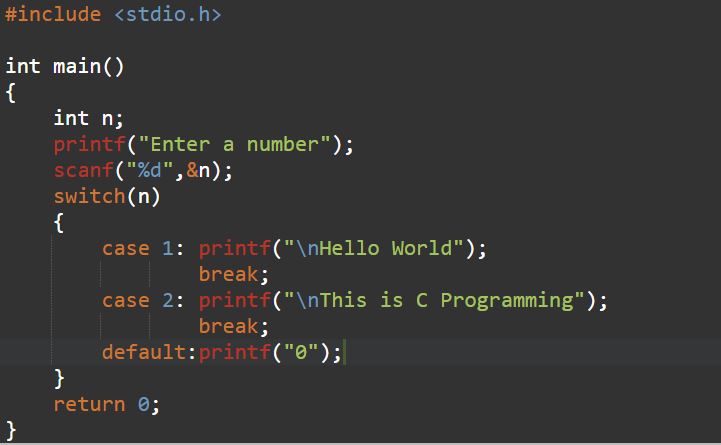 #include <stdio.h>
int main()
{
int n;
printf("Enter a number");
scanf("%d",&n);
switch(n)
{
case 1: printf("\nHello World");
break;
case 2: printf("\nThis is C Programming");
break;
default:printf("0");
}
return 0;
}